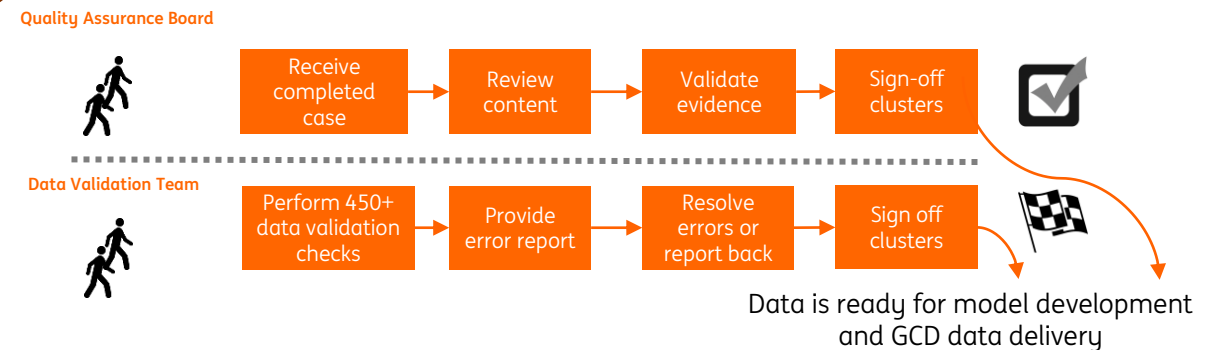 Quality Assurance Board
Receive
completed
case
Review
content
Validate
evidence
Sign-off
clusters
Data Validation Team
Perform 450+
data validation
checks
Provide
error report
Resolve
errors or
report back
Sign off
clusters
Data is ready for model development
and GCD data delivery